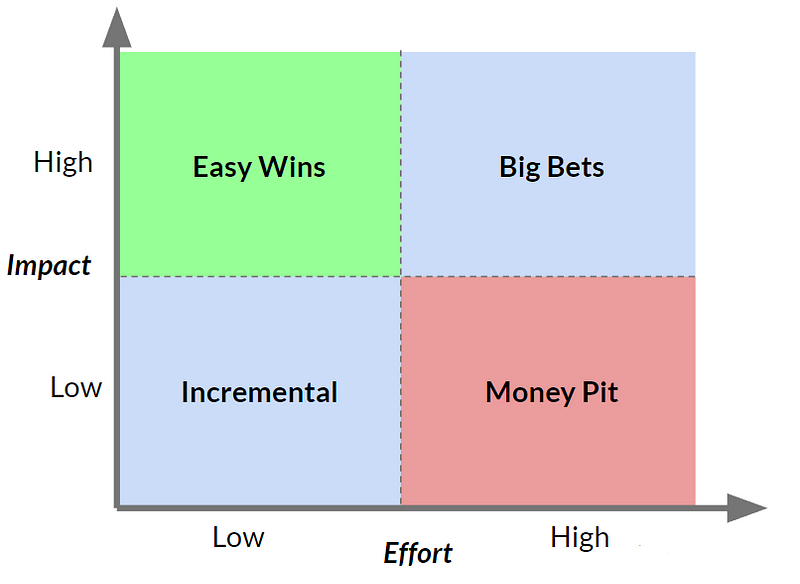 High
Easy Wins
Big Bets
Impact
Low
Incremental
Money Pit
Low
High
Effort